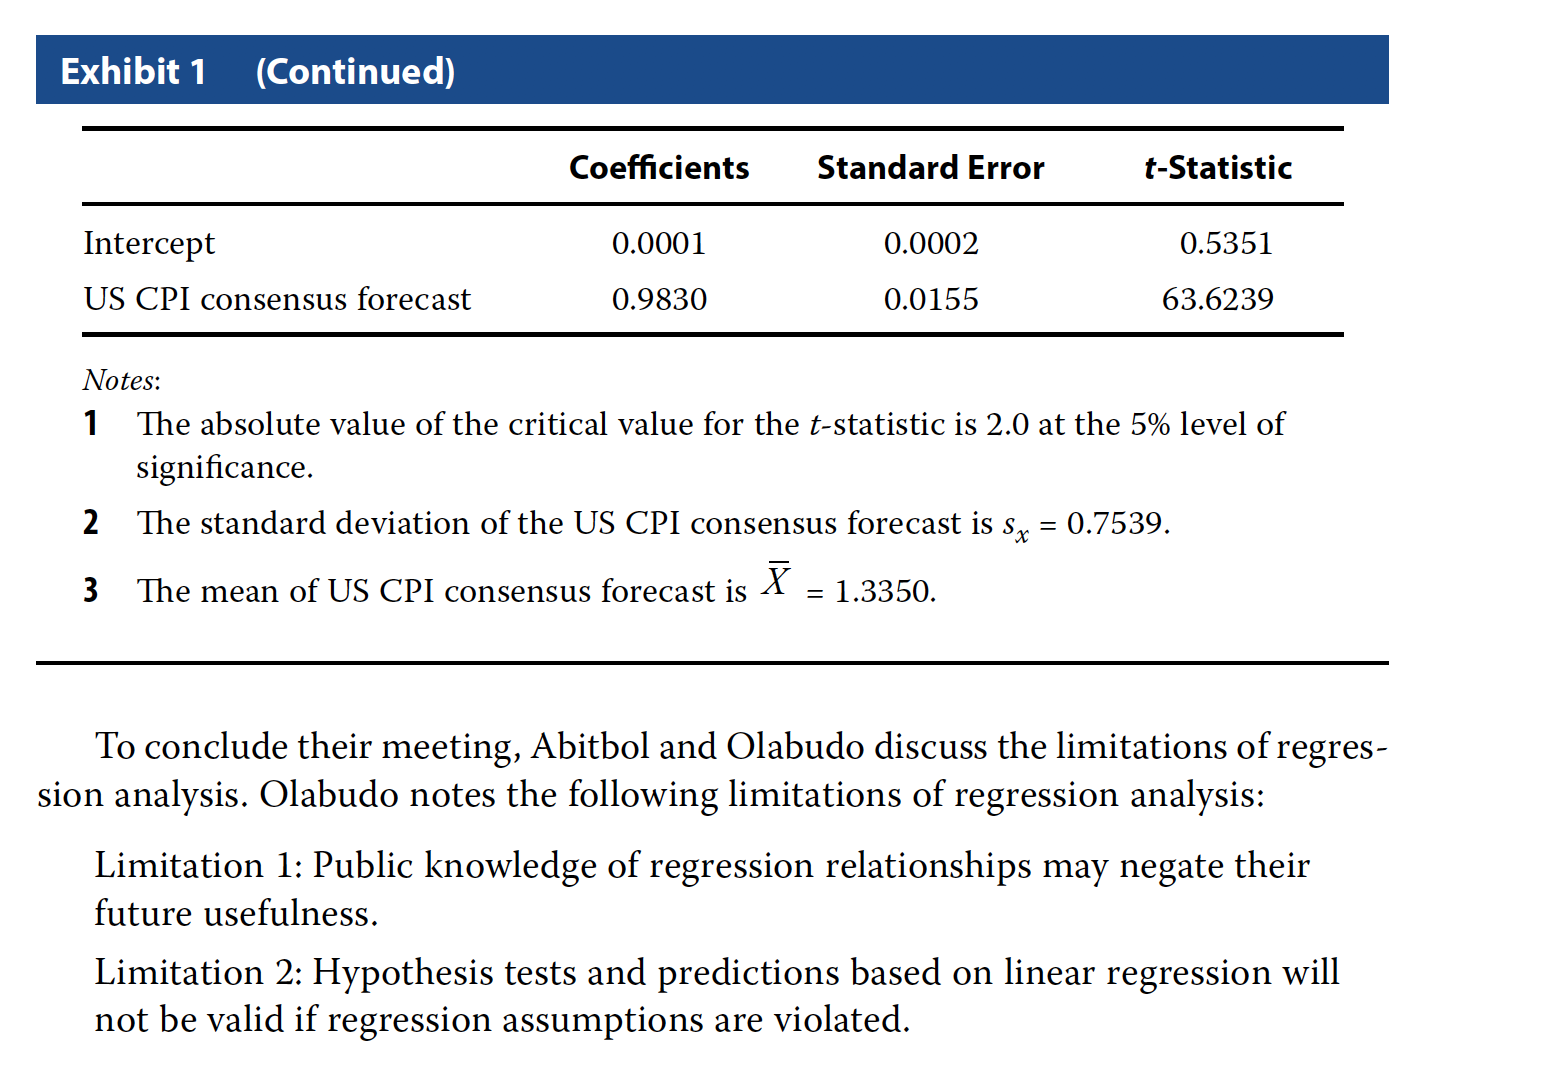 Exhibit 1 (Continued)
Coefficients Standard Error t-Statistic
Intercept 0.0001 0.0002 0.5351
US CPI consensus forecast 0.9830 0.0155 63.6239
Notes:
1 The absolute value of the critical value for the t-statistic is 2.0 at the 5% level of
significance.
2 The standard deviation of the US CPI consensus forecast is sₓ = 0.7539.
3 The mean of US CPI consensus forecast is X̅ = 1.3350.
To conclude their meeting, Abitbol and Olabudo discuss the limitations of regres-
sion analysis. Olabudo notes the following limitations of regression analysis:
Limitation 1: Public knowledge of regression relationships may negate their
future usefulness.
Limitation 2: Hypothesis tests and predictions based on linear regression will
not be valid if regression assumptions are violated.